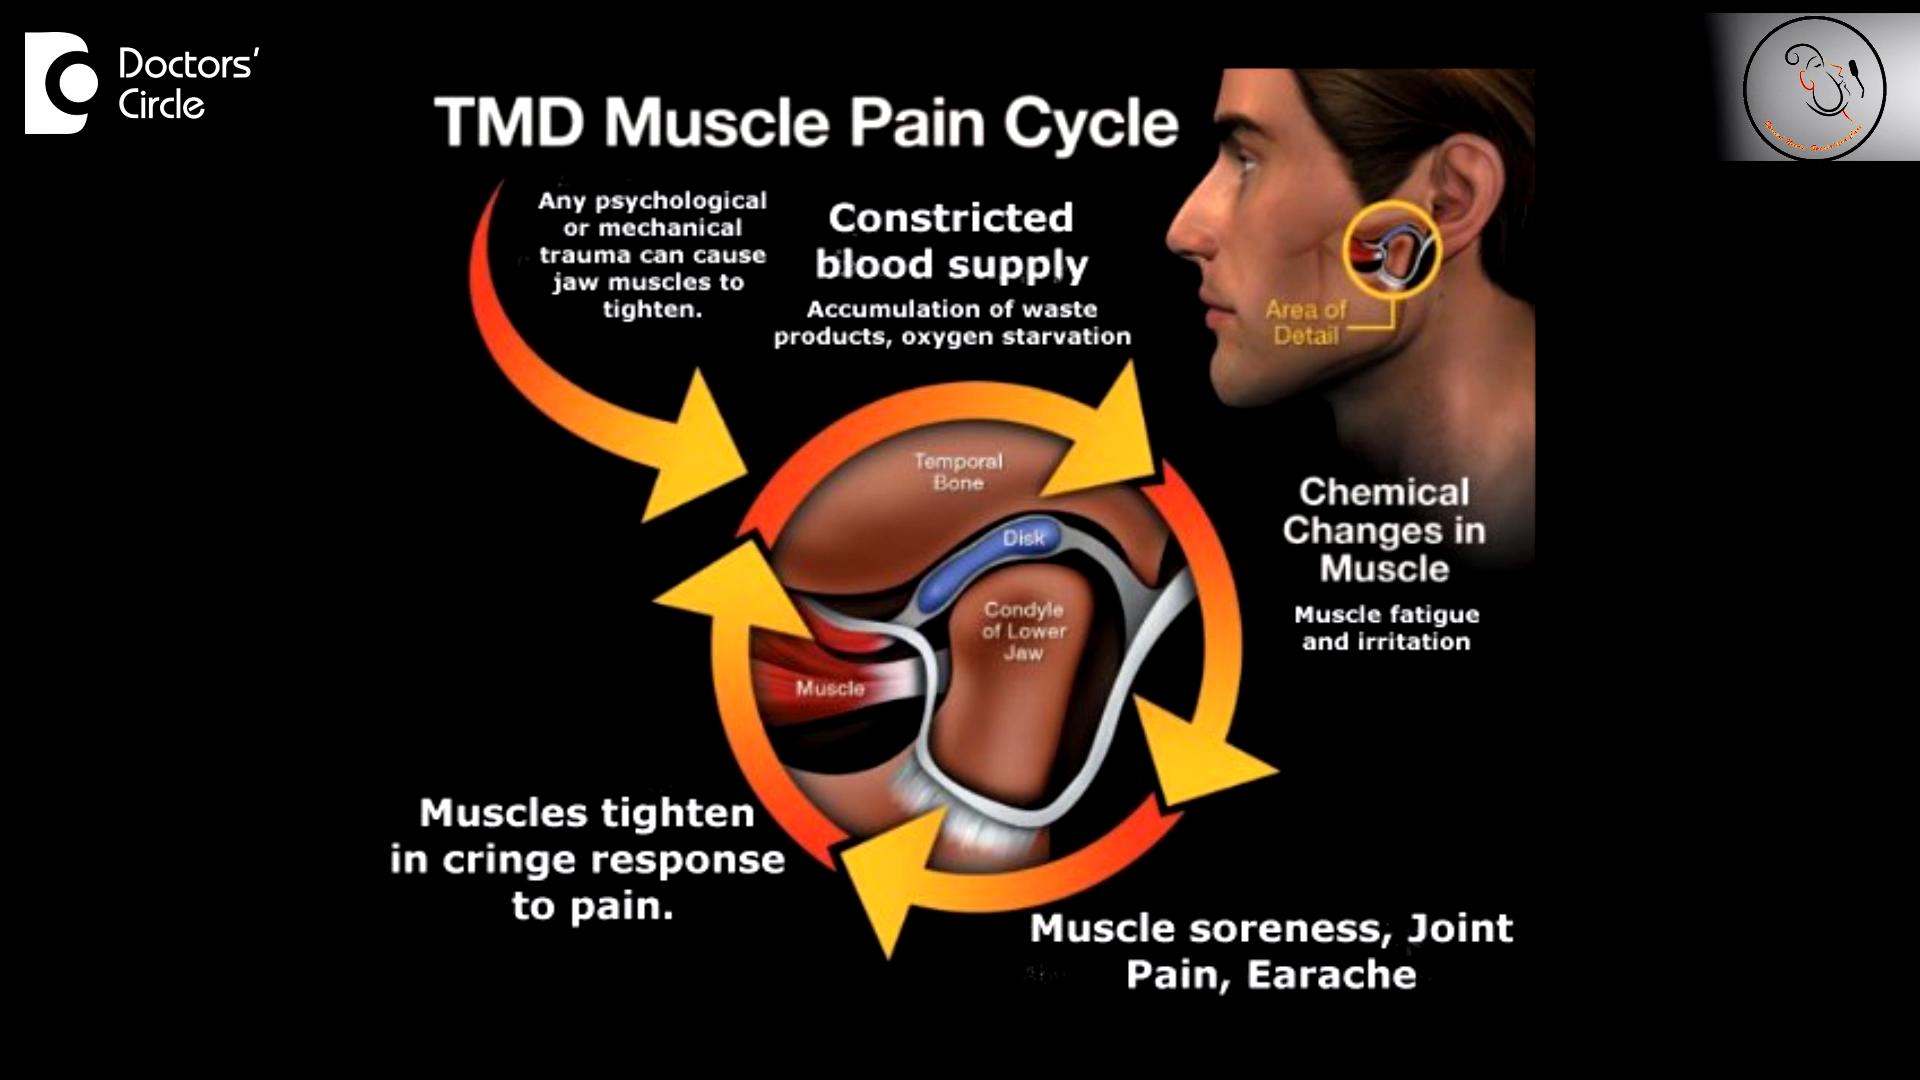 Doctors'
Circle
TMD Muscle Pain Cycle
Any psychological
or mechanical
trauma can cause
jaw muscles to
tighten.
Constricted
blood supply
Accumulation of waste
products, oxygen starvation
Area of
Detail
Temporal
Bone
Disk
Condyle
of Lower
Jaw
Muscle
Chemical
Changes in
Muscle
Muscle fatigue
and irritation
Muscles tighten
in cringe response
to pain.
Muscle soreness, Joint
Pain, Earache